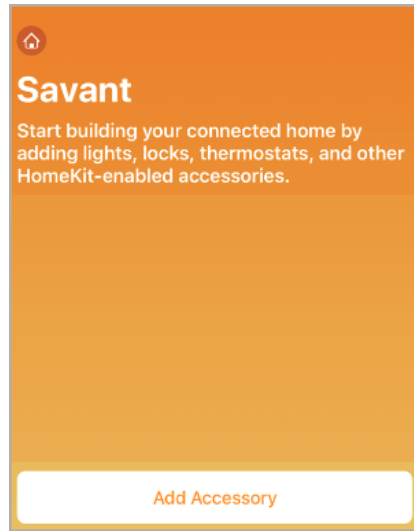 Savant
Start building your connected home by
adding lights, locks, thermostats, and other
HomeKit-enabled accessories.
Add Accessory